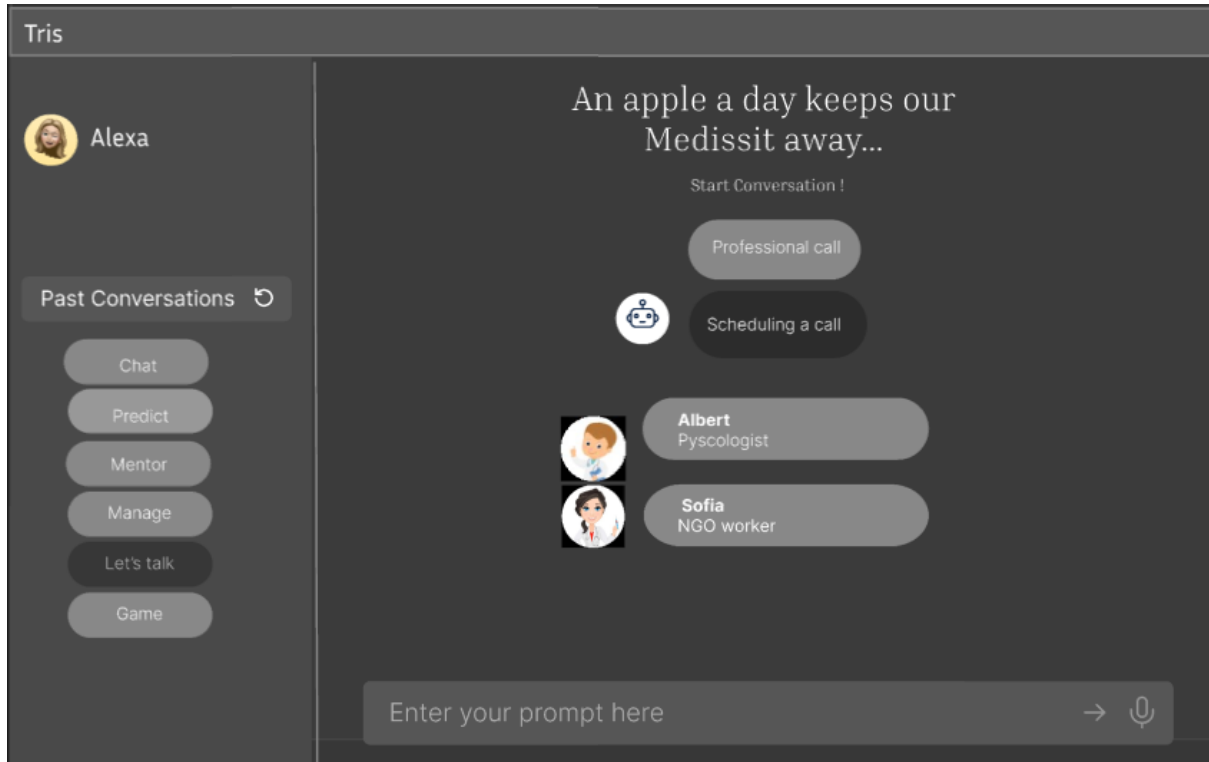 Tris
Alexa
Past Conversations
Chat
Predict
Mentor
Manage
Let's talk
Game
An apple a day keeps our
Medissit away...
Start Conversation !
Professional call
Scheduling a call
Albert
Pyscologist
Sofia
NGO worker
Enter your prompt here